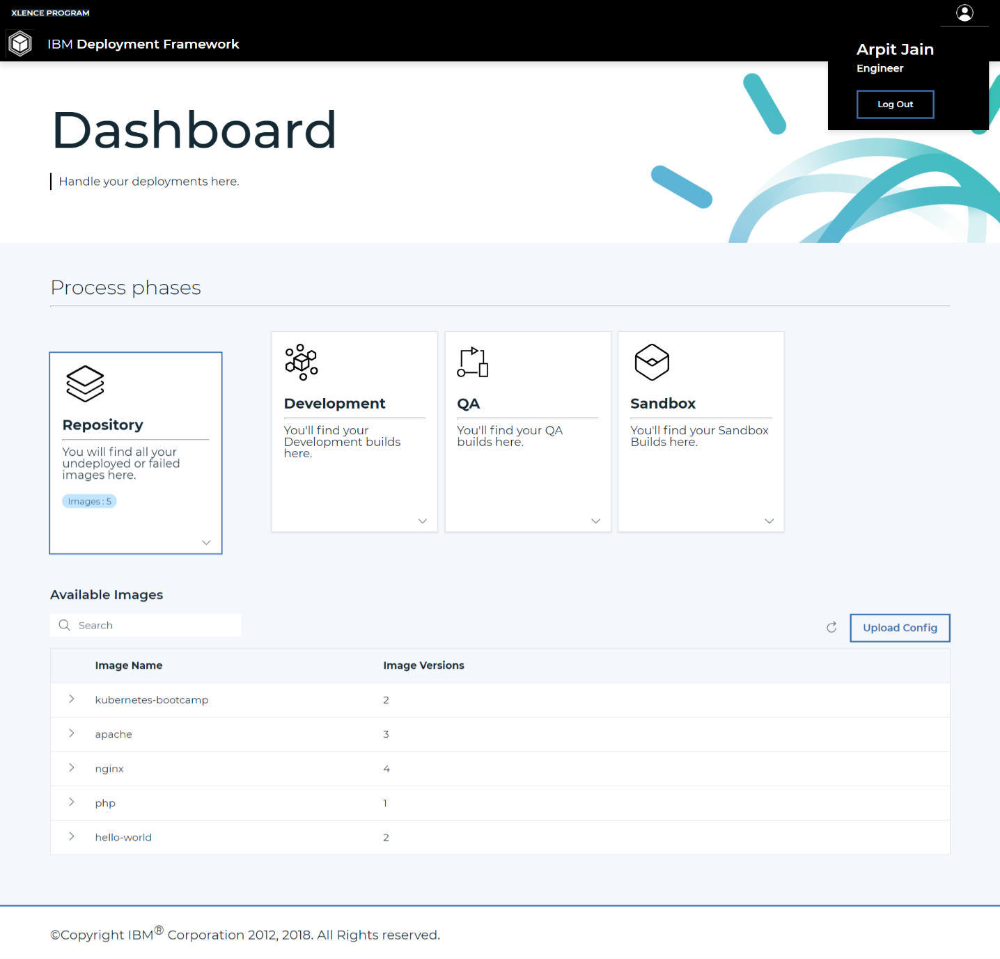 XLENCE PROGRAM
IBM Deployment Framework
Arpit Jain
Engineer
Log Out
Dashboard
Handle your deployments here.
Process phases
Repository
You will find all your
undeployed or failed
images here.
Images : 5
Development
You'll find your
Development builds
here.
QA
You'll find your QA
builds here.
Sandbox
You'll find your Sandbox
Builds here.
Available Images
Search
Upload Config
Image Name Image Versions
kubernetes-bootcamp 2
apache 3
nginx 4
php 1
hello-world 2
©Copyright IBM® Corporation 2012, 2018. All Rights reserved.